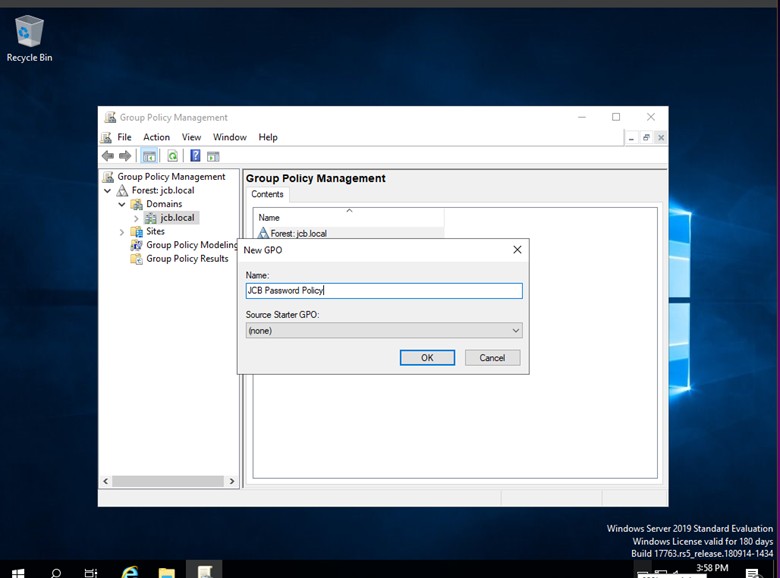 Recycle Bin
Group Policy Management
File Action View Window Help
Group Policy Management
Forest: jcb.local
Domains
jcb.local
Sites
Group Policy Modeling
Group Policy Results
Group Policy Management
Contents
Name
Forest: jcb.local
New GPO
Name:
JCB Password Policy
Source Starter GPO:
(none)
OK Cancel
Windows Server 2019 Standard Evaluation
Windows License valid for 180 days
Build 17763.rs5_release.180914-1434
3:58 PM